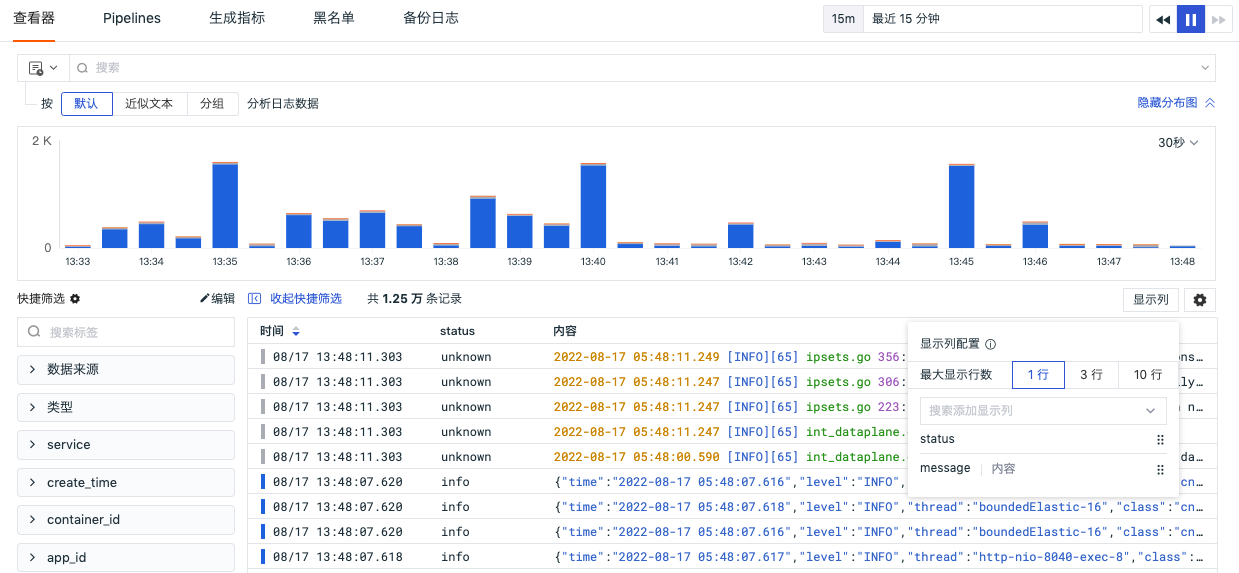 查看器 Pipelines 生成指标 黑名单 备份日志 15m 最近 15 分钟
搜索
按 默认 近似文本 分组 分析日志数据 隐藏分布图
2 K 30秒
0
13:33 13:34 13:35 13:36 13:37 13:38 13:39 13:40 13:41 13:42 13:43 13:44 13:45 13:46 13:47 13:48
快捷筛选 编辑 收起快捷筛选 共 1.25 万 条记录 显示列
搜索标签
数据来源
类型
service
create_time
container_id
app_id
时间 status 内容
08/17 13:48:11.303 unknown 2022-08-17 05:48:11.249 [INFO][65] ipsets.go 356:
08/17 13:48:11.303 unknown 2022-08-17 05:48:11.247 [INFO][65] ipsets.go 306:
08/17 13:48:11.303 unknown 2022-08-17 05:48:11.247 [INFO][65] ipsets.go 223:
08/17 13:48:11.303 unknown 2022-08-17 05:48:11.247 [INFO][65] int_dataplane.
08/17 13:48:11.303 unknown 2022-08-17 05:48:00.590 [INFO][65] int_dataplane.
08/17 13:48:07.620 info {"time":"2022-08-17 05:48:07.616","level":"INFO",
08/17 13:48:07.620 info {"time":"2022-08-17 05:48:07.618","level":"INFO","thread":"boundedElastic-16","class":"cn…
08/17 13:48:07.620 info {"time":"2022-08-17 05:48:07.616","level":"INFO","thread":"boundedElastic-16","class":"cn…
08/17 13:48:07.618 info {"time":"2022-08-17 05:48:07.617","level":"INFO","thread":"http-nio-8040-exec-8","class":…
显示列配置
最大显示行数 1 行 3 行 10 行
搜索添加显示列
status
message 内容